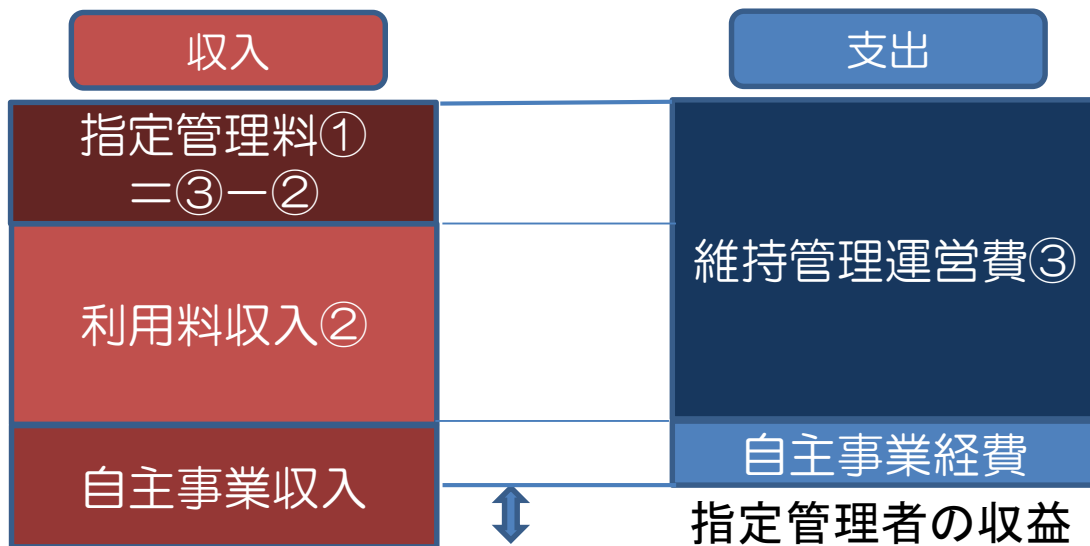 収入
指定管理料①
＝③－②
利用料収入②
自主事業収入
支出
維持管理運営費③
自主事業経費
指定管理者の収益